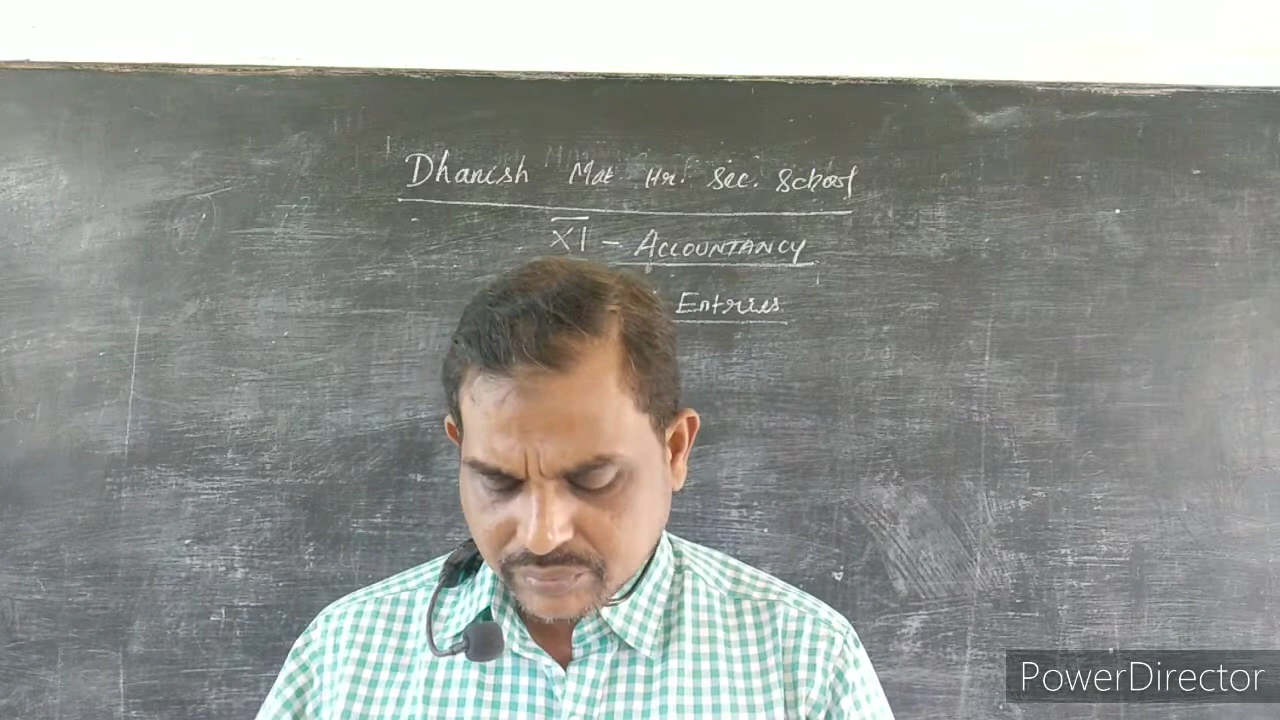 Dhanish Mat Hr. Sec. School
XI - ACCOUNTANCY
Entries
PowerDirector